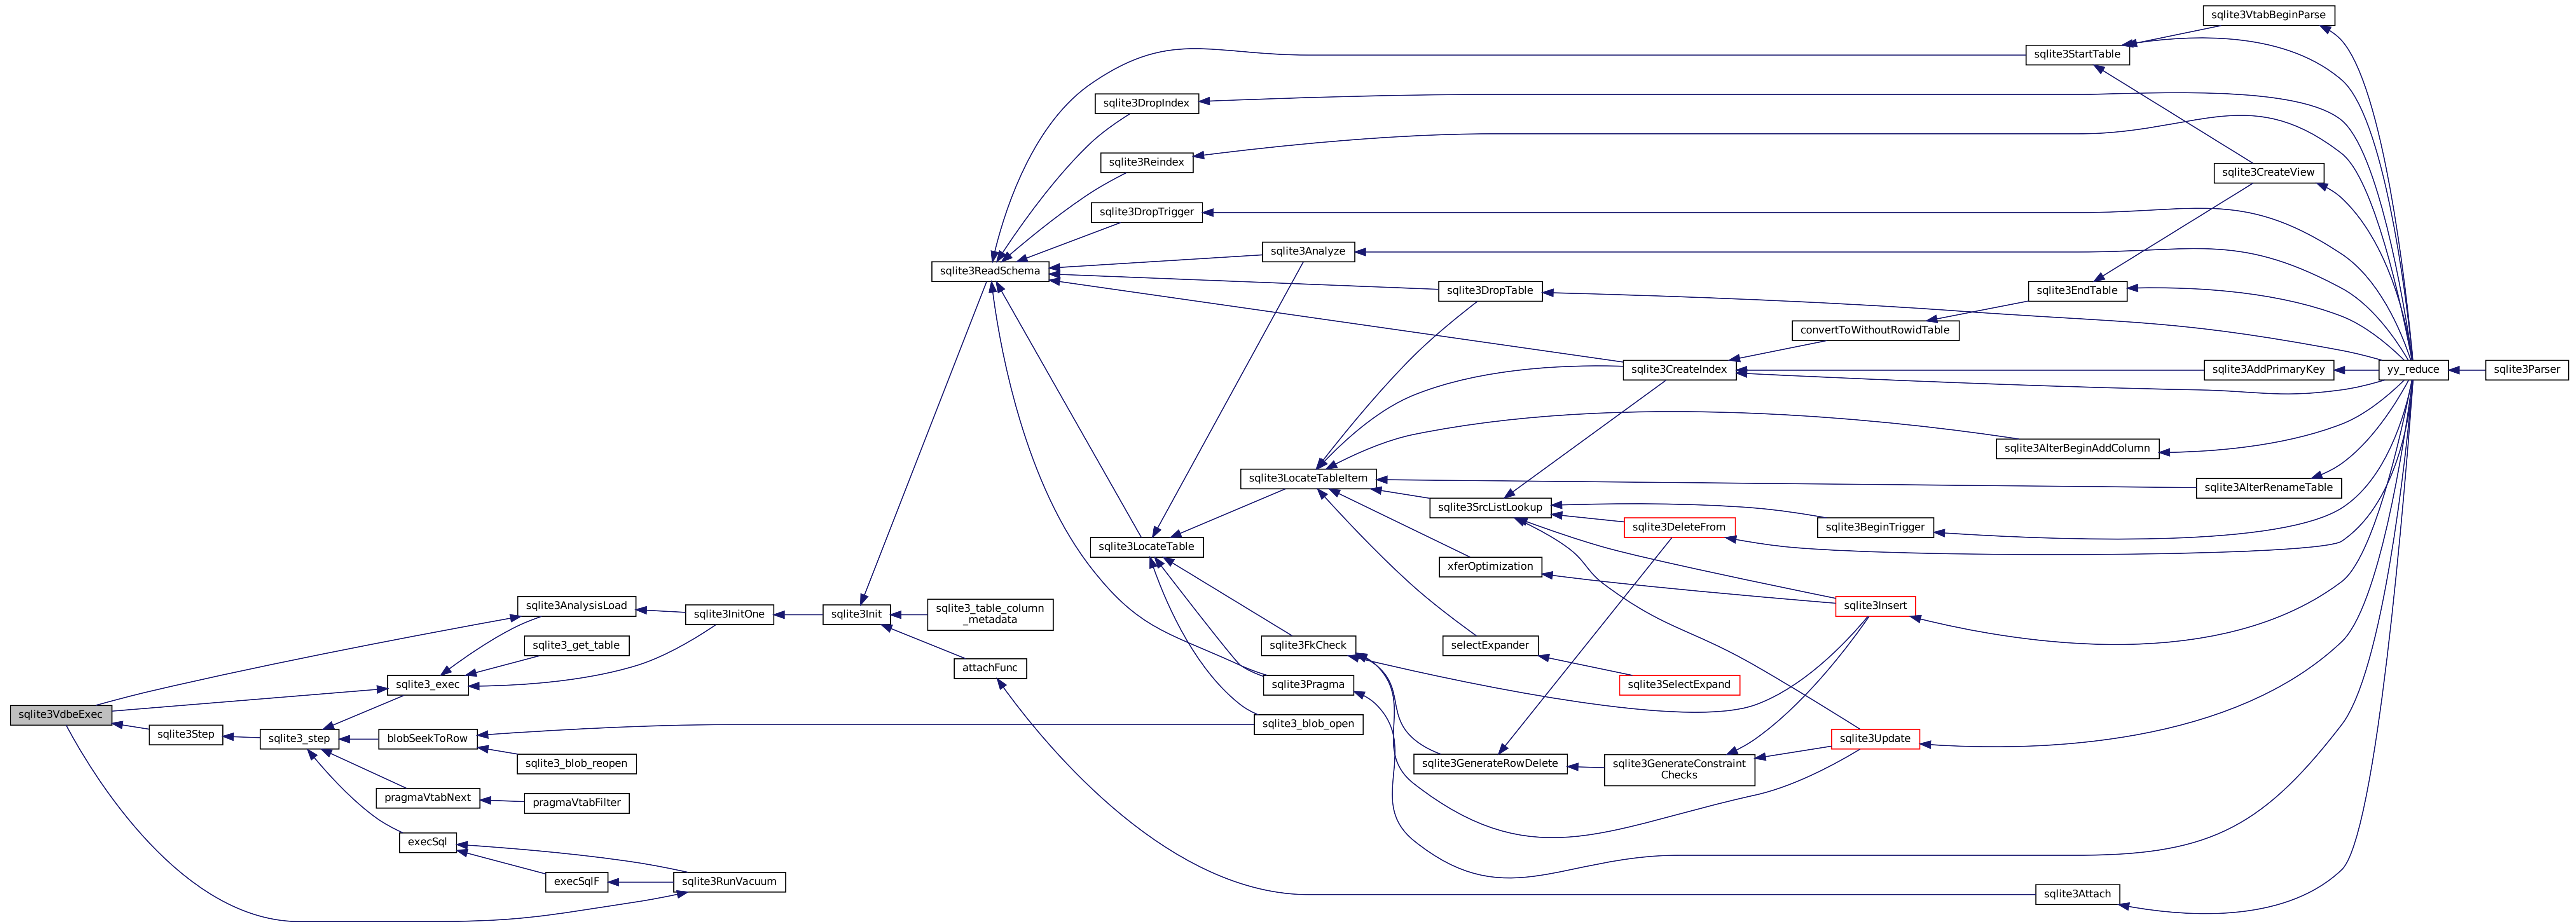 sqlite3VtabBeginParse
sqlite3StartTable
sqlite3DropIndex
sqlite3Reindex
sqlite3CreateView
sqlite3DropTrigger
sqlite3Analyze
sqlite3ReadSchema
sqlite3DropTable
sqlite3EndTable
convertToWithoutRowidTable
sqlite3CreateIndex
sqlite3AddPrimaryKey
yy_reduce
sqlite3Parser
sqlite3AlterBeginAddColumn
sqlite3LocateTableItem
sqlite3AlterRenameTable
sqlite3SrcListLookup
sqlite3DeleteFrom
sqlite3BeginTrigger
sqlite3LocateTable
xferOptimization
sqlite3AnalysisLoad
sqlite3InitOne
sqlite3Init
sqlite3_table_column
_metadata
sqlite3Insert
sqlite3_get_table
sqlite3FkCheck
selectExpander
attachFunc
sqlite3_exec
sqlite3Pragma
sqlite3SelectExpand
sqlite3VdbeExec
sqlite3Step
sqlite3_step
blobSeekToRow
sqlite3_blob_open
sqlite3Update
sqlite3_blob_reopen
sqlite3GenerateRowDelete
sqlite3GenerateConstraint
Checks
pragmaVtabNext
pragmaVtabFilter
execSql
execSqlF
sqlite3RunVacuum
sqlite3Attach